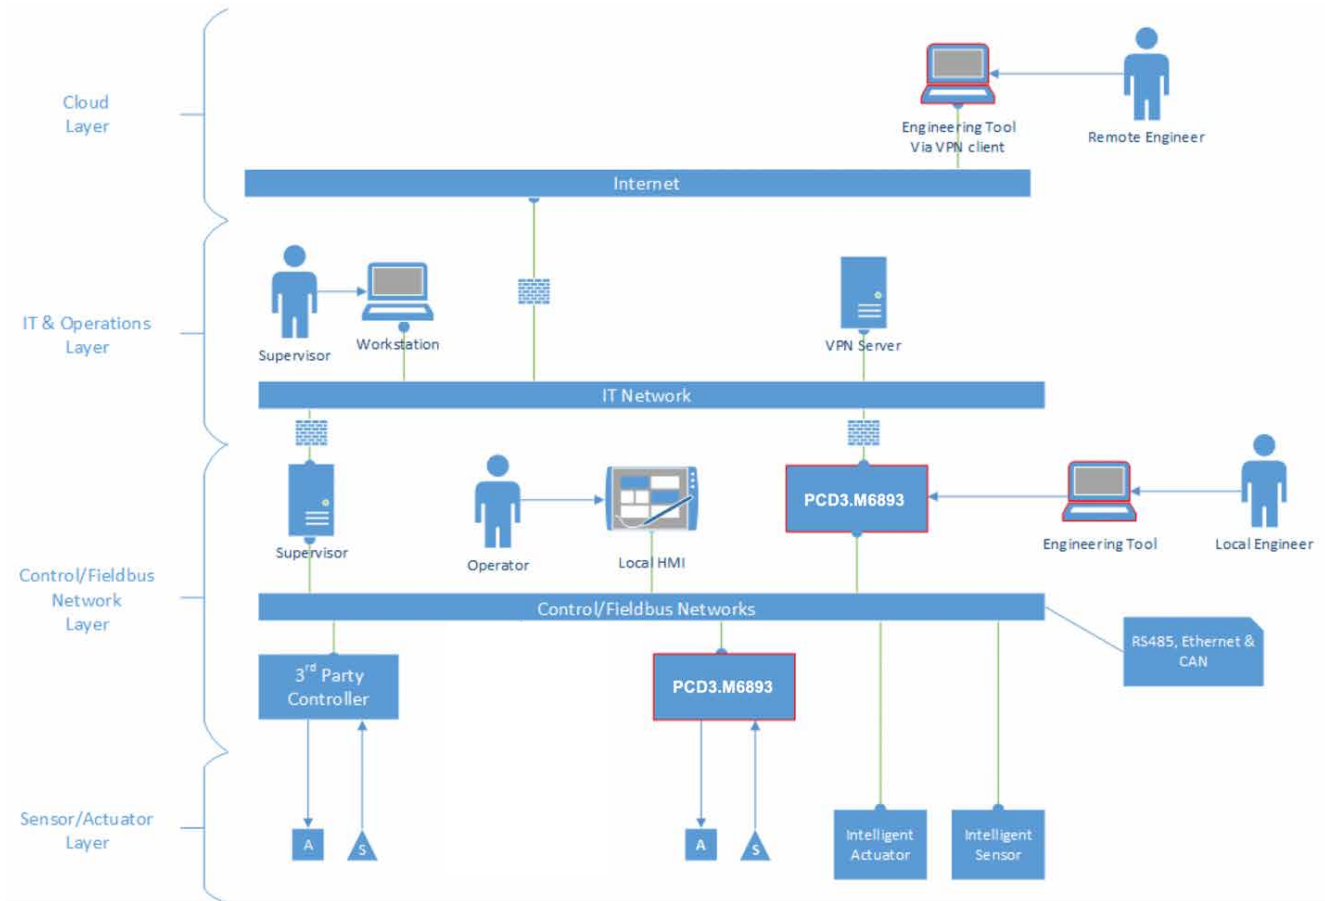 Cloud
Layer
Engineering Tool
Via VPN client
Remote Engineer
Internet
IT & Operations
Layer
Supervisor
Workstation
VPN Server
IT Network
Control/Fieldbus
Network
Layer
Supervisor
Operator
Local HMI
PCD3.M6893
Engineering Tool
Local Engineer
Control/Fieldbus Networks
RS485, Ethernet &
CAN
3rd Party
Controller
PCD3.M6893
Sensor/Actuator
Layer
A
S
A
S
Intelligent
Actuator
Intelligent
Sensor